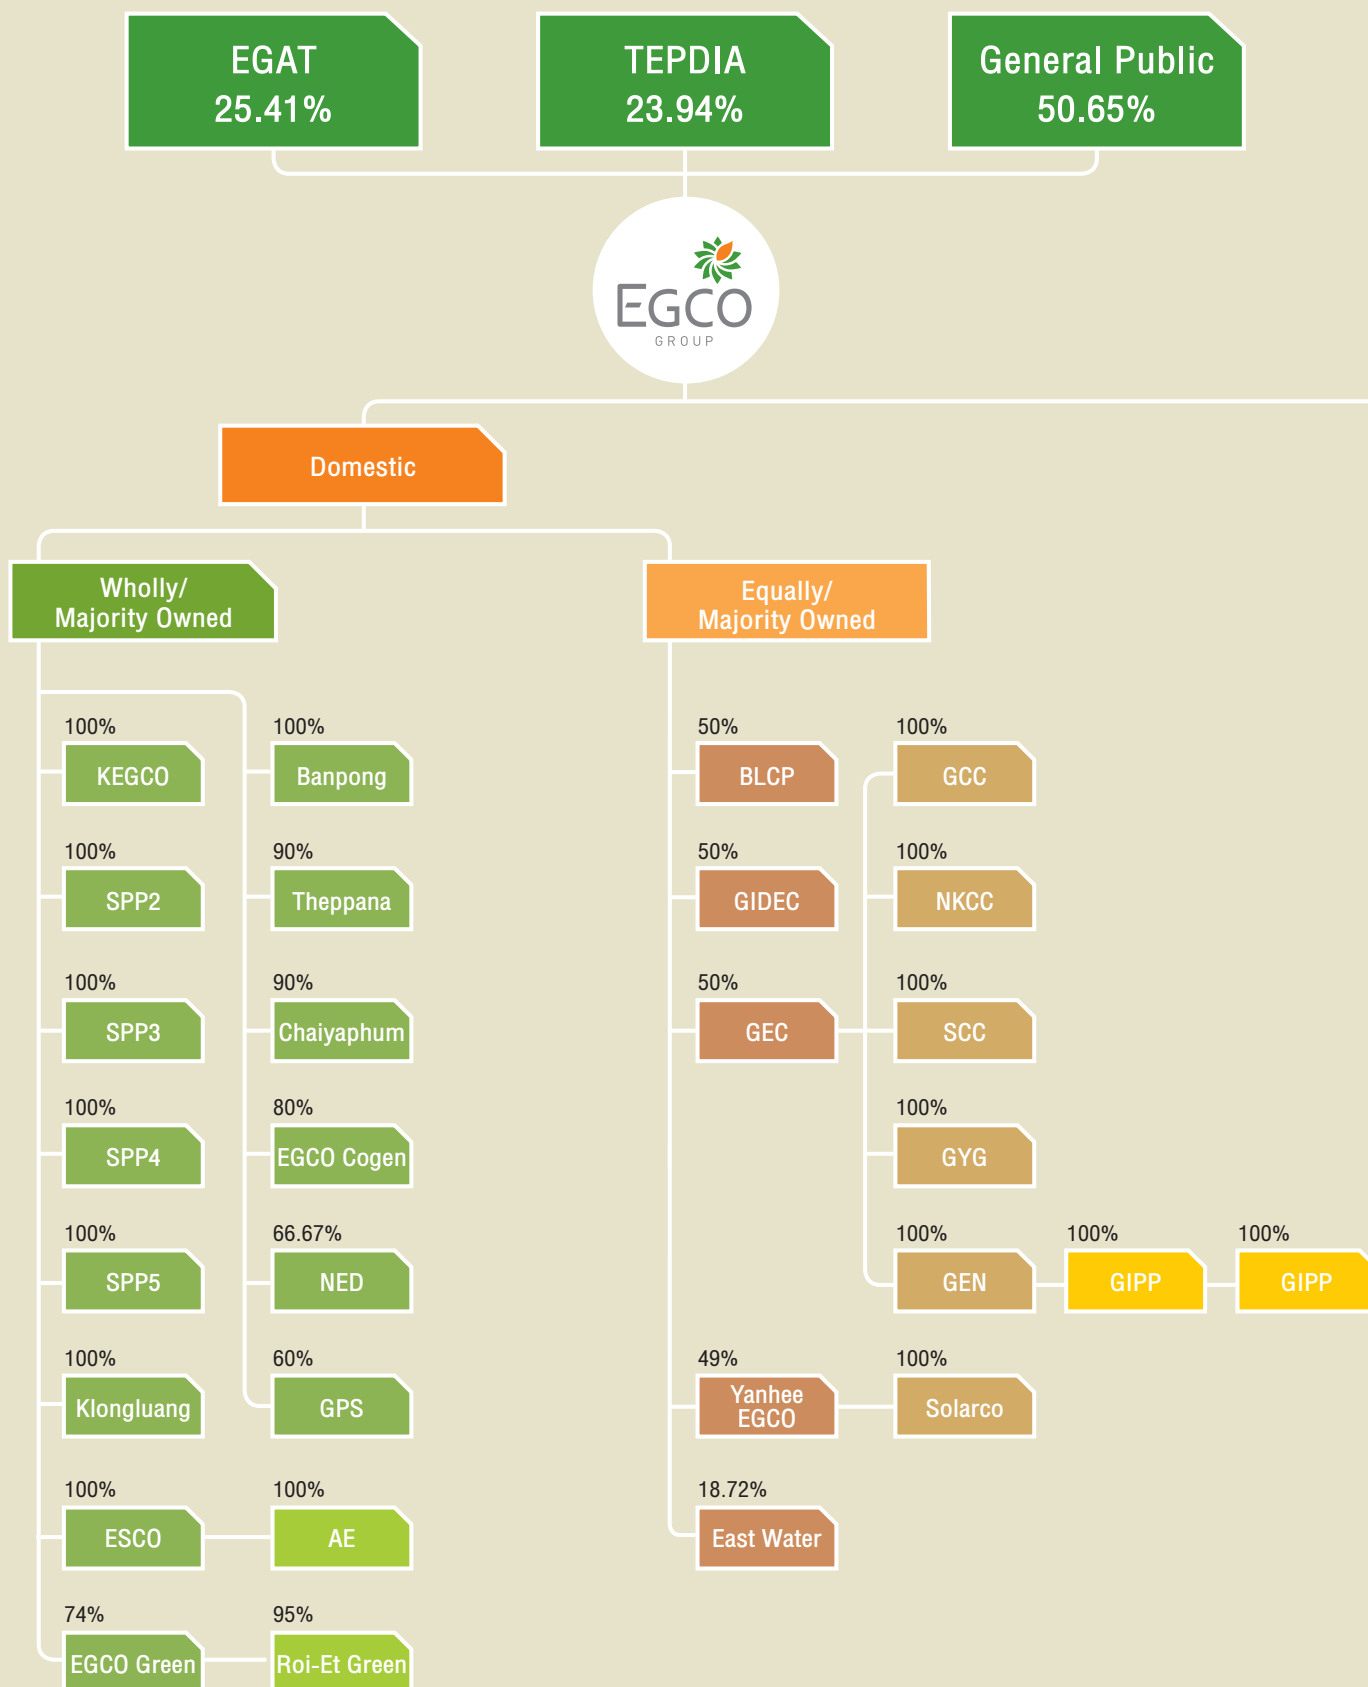 EGAT
25.41%
TEPDIA
23.94%
General Public
50.65%
EGCO
GROUP
Domestic
Wholly/
Majority Owned
Equally/
Majority Owned
100%
KEGCO
100%
Banpong
50%
BLCP
100%
GCC
100%
SPP2
90%
Theppana
50%
GIDEC
100%
NKCC
100%
SPP3
90%
Chaiyaphum
50%
GEC
100%
SCC
100%
SPP4
80%
EGCO Cogen
100%
GYG
100%
SPP5
66.67%
NED
100%
GEN
100%
GIPP
100%
GIPP
100%
Klongluang
60%
GPS
49%
Yanhee
EGCO
100%
Solarco
100%
ESCO
100%
AE
18.72%
East Water
74%
EGCO Green
95%
Roi-Et Green